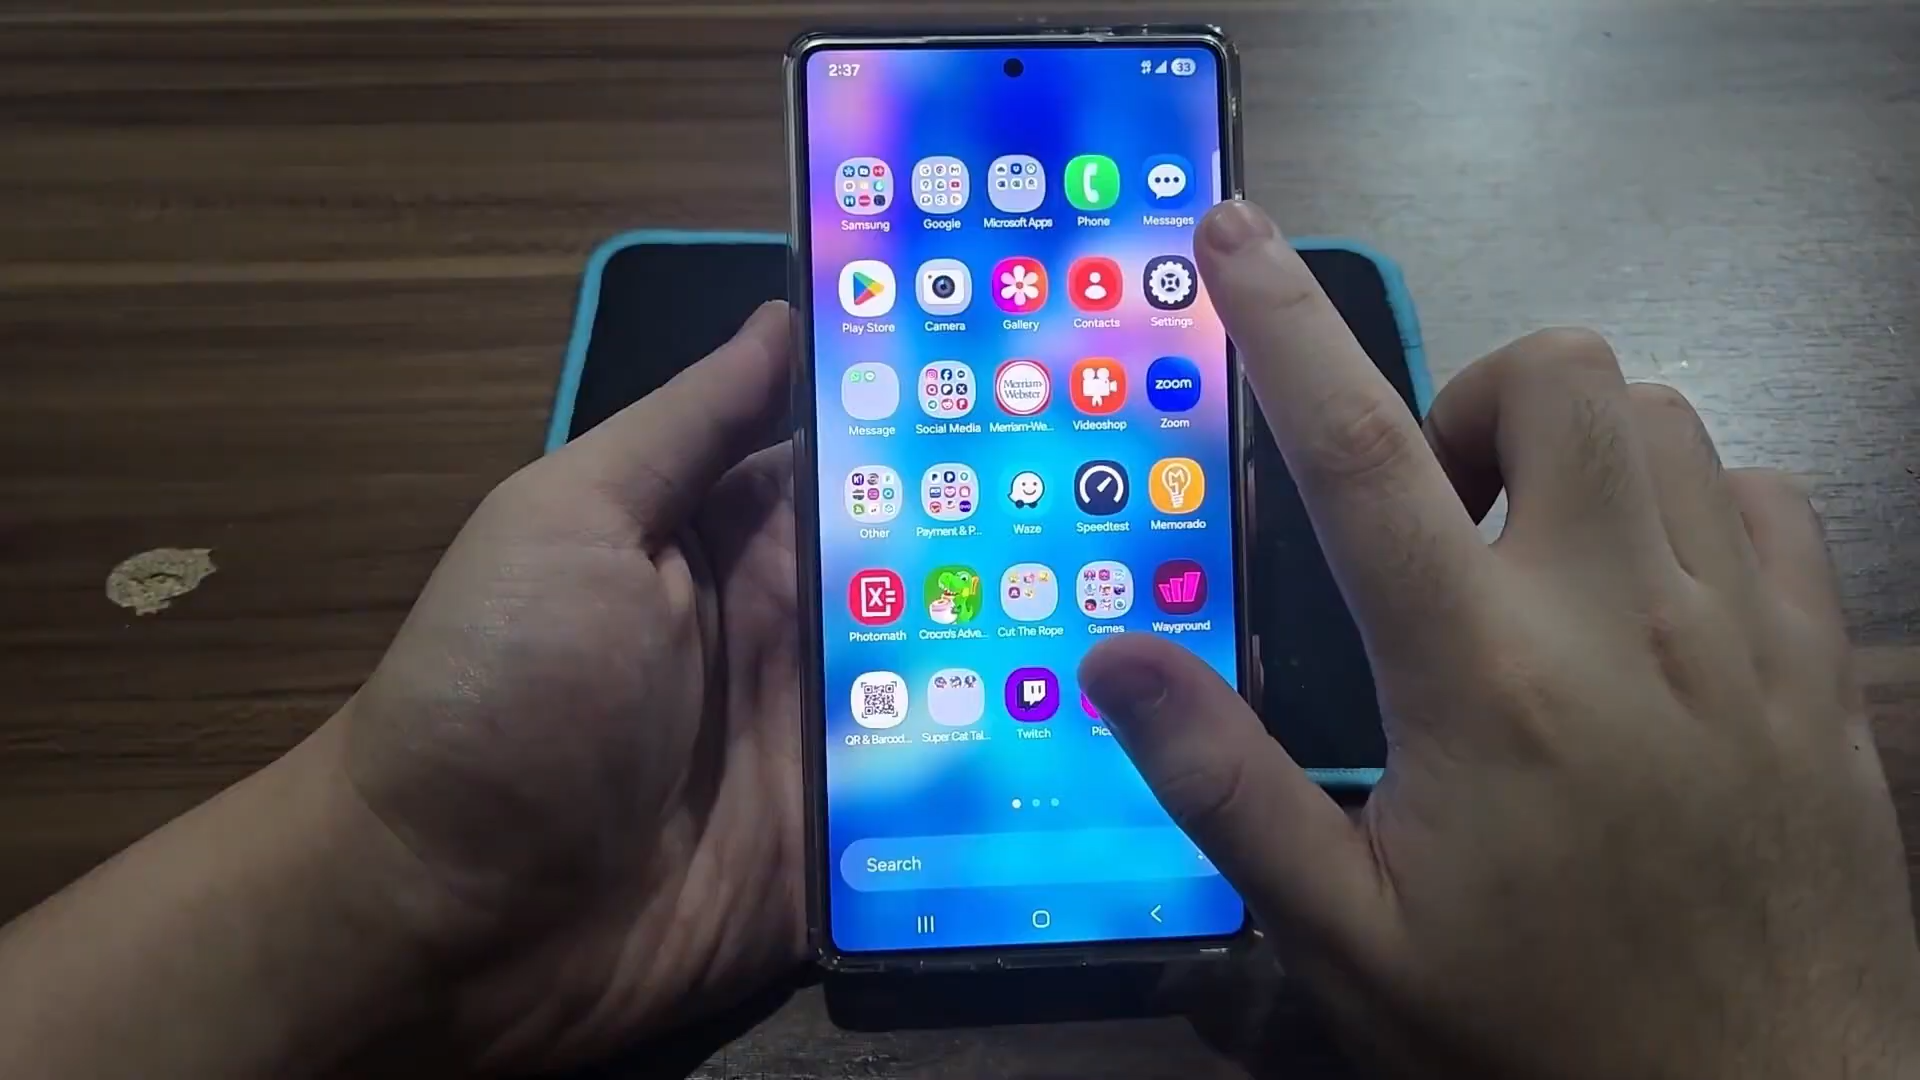 2:37
33
Samsung
Google
Microsoft Apps
Phone
Messages
Play Store
Camera
Gallery
Contacts
Settings
Message
Social Media
Merriam-We...
Videoshop
Zoom
Merriam-
Webster
zoom
Other
Payment & P...
Waze
Speedtest
Memorado
Photomath
Crocro's Adve...
Cut The Rope
Games
Wayground
QR & Barcod...
Super Cat Tal...
Twitch
Search